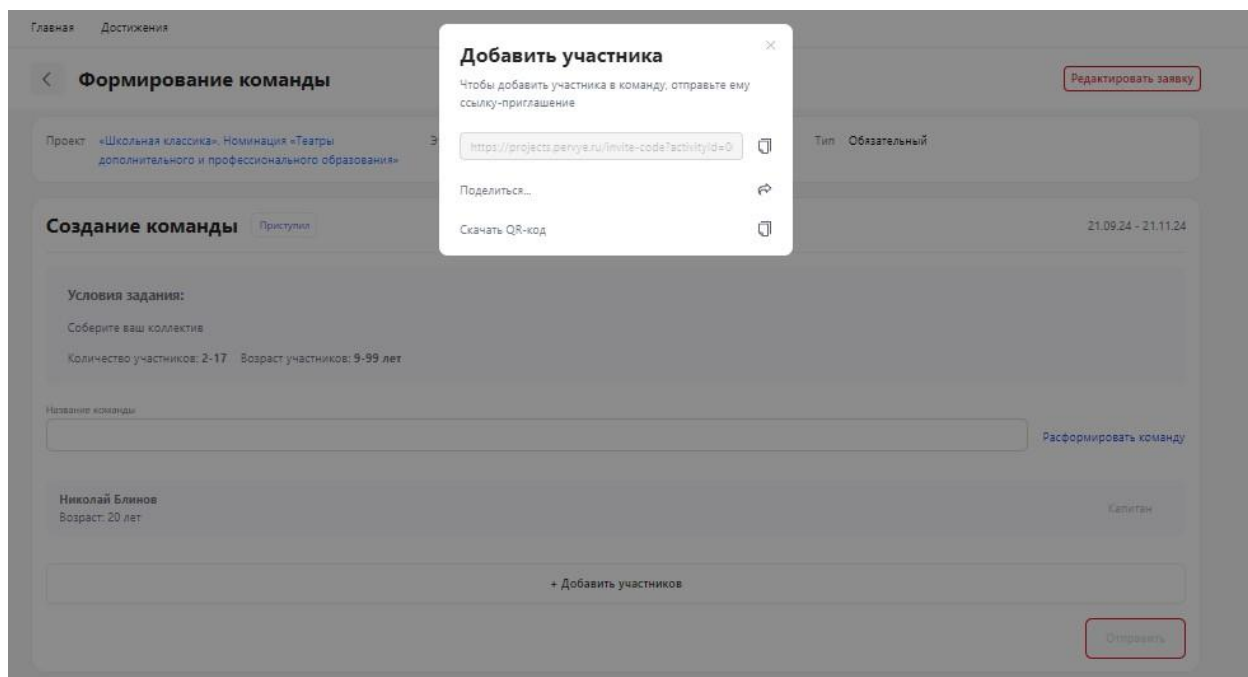 Главная Достижения
Формирование команды
Редактировать заявку
Проект «Школьная классика». Номинация «Театры
дополнительного и профессионального образования»
Э
Тип Обязательный
Добавить участника
Чтобы добавить участника в команду, отправьте ему
ссылку-приглашение
https://projects.pervye.ru/invite-code?activityId=0
Поделиться...
Скачать QR-код
Создание команды Приступил
21.09.24 - 21.11.24
Условия задания:
Соберите ваш коллектив
Количество участников: 2-17 Возраст участников: 9-99 лет
Название команды
Расформировать команду
Николай Блинов
Возраст: 20 лет
Капитан
+ Добавить участников
Отправить